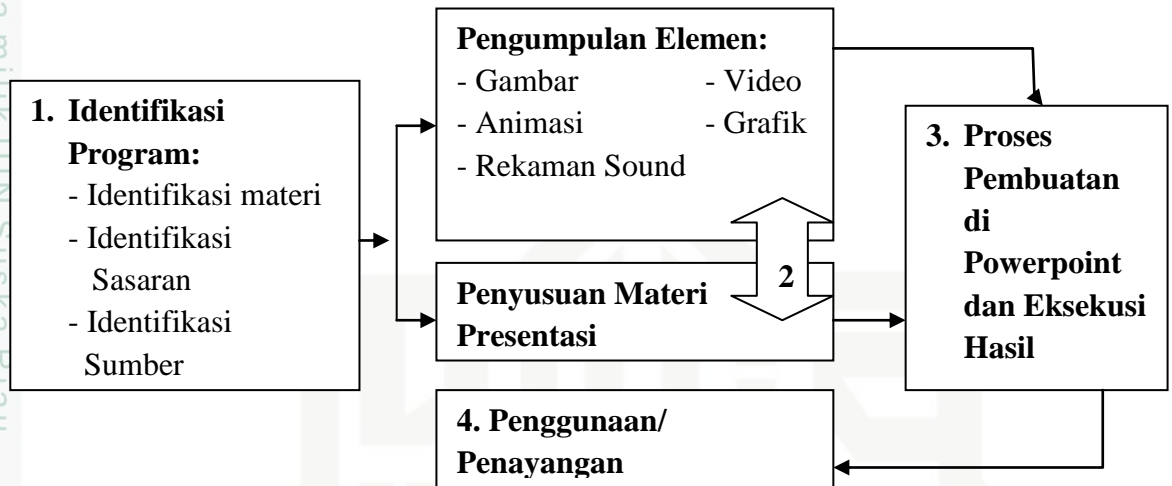 1. Identifikasi
Program:
- Identifikasi materi
- Identifikasi
Sasaran
- Identifikasi
Sumber
Pengumpulan Elemen:
- Gambar - Video
- Animasi - Grafik
- Rekaman Sound
2
Penyusuan Materi
Presentasi
3. Proses
Pembuatan
di
Powerpoint
dan Eksekusi
Hasil
4. Penggunaan/
Penayangan